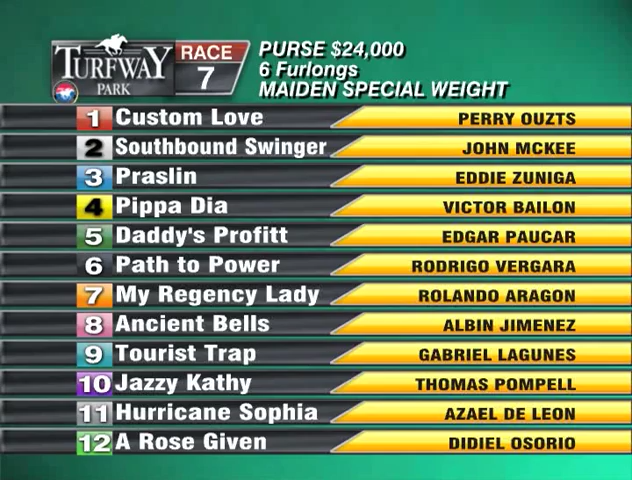 TURFWAY
PARK
RACE
7
PURSE $24,000
6 Furlongs
MAIDEN SPECIAL WEIGHT
1 Custom Love PERRY OUZTS
2 Southbound Swinger JOHN MCKEE
3 Praslin EDDIE ZUNIGA
4 Pippa Dia VICTOR BAILON
5 Daddy's Profitt EDGAR PAUCAR
6 Path to Power RODRIGO VERGARA
7 My Regency Lady ROLANDO ARAGON
8 Ancient Bells ALBIN JIMENEZ
9 Tourist Trap GABRIEL LAGUNES
10 Jazzy Kathy THOMAS POMPELL
11 Hurricane Sophia AZAEL DE LEON
12 A Rose Given DIDIEL OSORIO